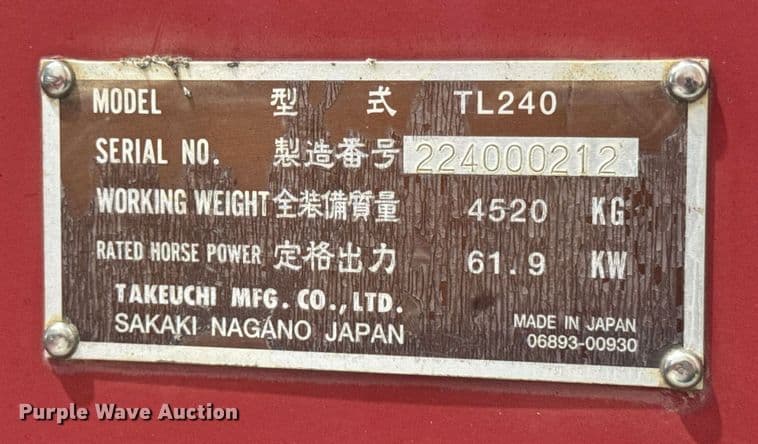 MODEL 型式 TL240
SERIAL NO. 製造番号 224000212
WORKING WEIGHT 全装備質量 4520 KG
RATED HORSE POWER 定格出力 61.9 KW
TAKEUCHI MFG. CO., LTD.
SAKAKI NAGANO JAPAN
MADE IN JAPAN
06893-00930
Purple Wave Auction